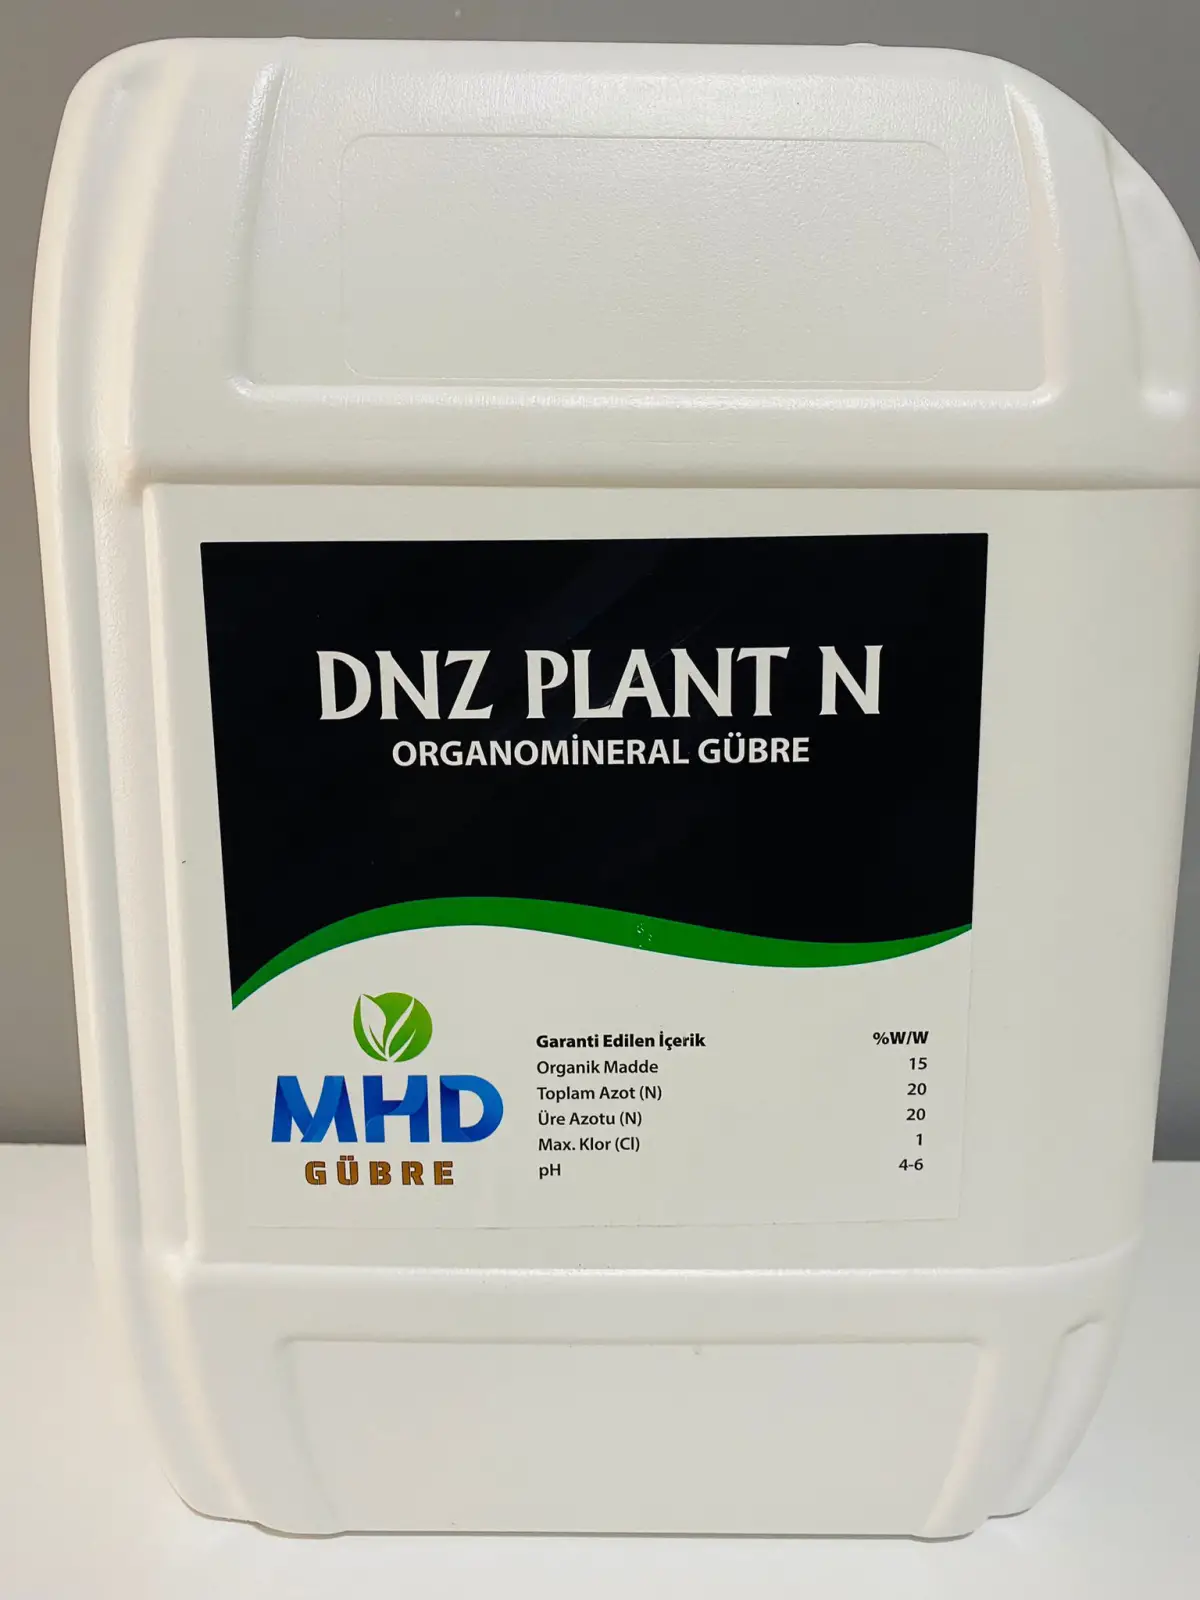 DNZ PLANT N
ORGANOMİNERAL GÜBRE
MHD
GÜBRE
Garanti Edilen İçerik %W/W
Organik Madde 15
Toplam Azot (N) 20
Üre Azotu (N) 20
Max. Klor (Cl) 1
pH 4-6